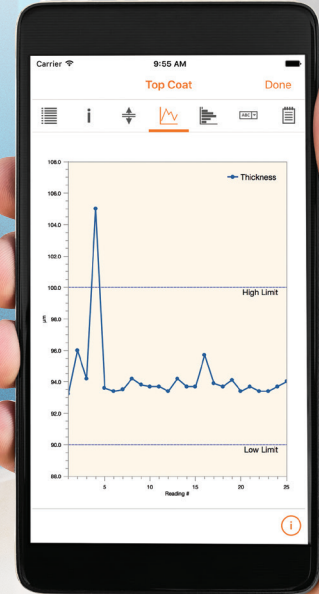 Carrier 9:55 AM
Top Coat Done
i ABC
108.0
Thickness
106.0
104.0
102.0
100.0
High Limit
98.0
µm
96.0
94.0
92.0
90.0
Low Limit
88.0
5 10 15 20 25
Reading #
i